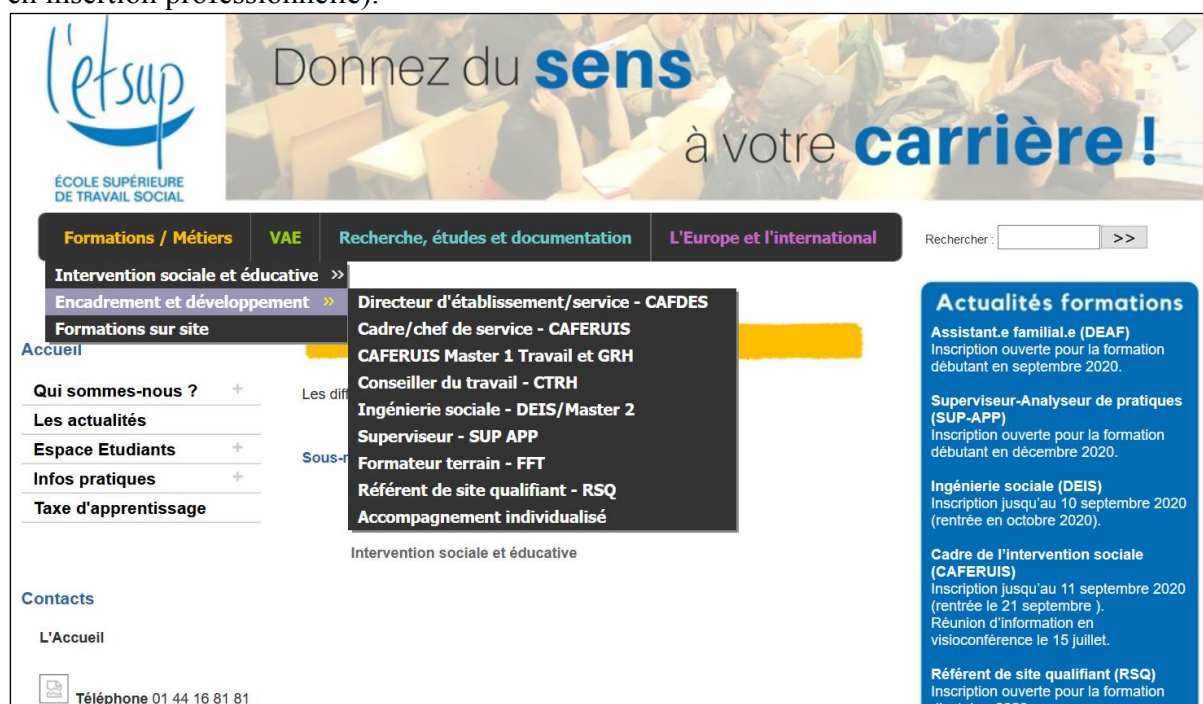 en insertion professionnelle).
l'etsup
ÉCOLE SUPÉRIEURE
DE TRAVAIL SOCIAL
Donnez du sens
à votre carrière !
Formations / Métiers
VAE
Recherche, études et documentation
L'Europe et l'international
Rechercher :
>>
Intervention sociale et éducative »
Encadrement et développement »
Formations sur site
Directeur d'établissement/service - CAFDES
Cadre/chef de service - CAFERUIS
CAFERUIS Master 1 Travail et GRH
Conseiller du travail - CTRH
Ingénierie sociale - DEIS/Master 2
Superviseur - SUP APP
Formateur terrain - FFT
Référent de site qualifiant - RSQ
Accompagnement individualisé
Accueil
Qui sommes-nous ? +
Les actualités
Espace Etudiants +
Infos pratiques +
Taxe d'apprentissage
Les diff
Sous-r
Intervention sociale et éducative
Contacts
L'Accueil
Téléphone 01 44 16 81 81
Actualités formations
Assistant.e familial.e (DEAF)
Inscription ouverte pour la formation
débutant en septembre 2020.
Superviseur-Analyseur de pratiques
(SUP-APP)
Inscription ouverte pour la formation
débutant en décembre 2020.
Ingénierie sociale (DEIS)
Inscription jusqu'au 10 septembre 2020
(rentrée en octobre 2020).
Cadre de l'intervention sociale
(CAFERUIS)
Inscription jusqu'au 11 septembre 2020
(rentrée le 21 septembre ).
Réunion d'information en
visioconférence le 15 juillet.
Référent de site qualifiant (RSQ)
Inscription ouverte pour la formation